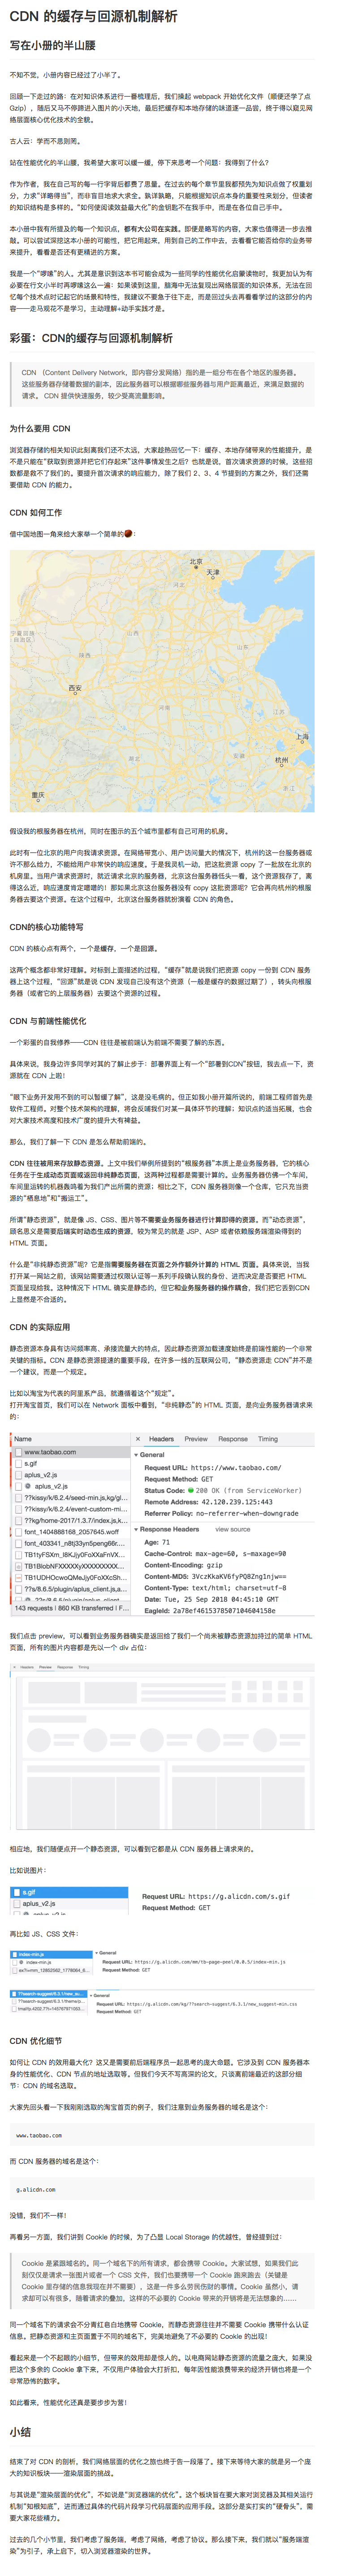 CDN 的缓存与回源机制解析
写在小册的半山腰
不知不觉，小册内容已经过了小半了。
回顾一下走过的路：在对知识体系进行一番梳理后，我们换起 webpack 开始优化文件（顺便还学了点
Gzip），随后又马不停蹄进入图片的小天地，最后把缓存和本地存储的味道逐一品尝，终于得以窥见网
络层面核心优化技术的全貌。
古人云：学而不思则罔。
站在性能优化的半山腰，我希望大家可以缓一缓，停下来思考一个问题：我得到了什么？
作为作者，我在自己写的每一行字背后都费了思量。在过去的每个章节里我都预先为知识点做了权重划
分，力求“详略得当”，而非盲目地求大求全。孰详孰略，只能根据知识点本身的重要性来划分，但读者
的知识结构是多样的。“如何使阅读效益最大化”的金钥匙不在我手中，而是在各位自己手中。
本小册中我有所提及的每一个知识点，都有大公司在实践。即便是略写的内容，大家也值得进一步去推
敲。可以尝试深挖这本小册的可能性，把它用起来，用到自己的工作中去，去看看它能否给你的业务带
来提升，看看是否还有更精进的方案。
我是一个“啰嗦”的人。尤其是意识到这本书可能会成为一些同学的性能优化启蒙读物时，我更加认为有
必要在行文小半时再啰嗦这么一遍：如果读到这里，脑海中无法复现出网络层面的知识体系，无法在回
忆每个技术点时记起它的场景和特性，我建议不要急于往下走，而是回过头去再看看学过的这部分的内
容——走马观花不是学习，主动理解+动手实践才是。
彩蛋：CDN的缓存与回源机制解析
CDN （Content Delivery Network，即内容分发网络）指的是一组分布在各个地区的服务器。
这些服务器存储着数据的副本，因此服务器可以根据哪些服务器与用户距离最近，来满足数据的
请求。 CDN 提供快速服务，较少受高流量影响。
为什么要用 CDN
浏览器存储的相关知识此刻离我们还不太远，大家趁热回忆一下：缓存、本地存储带来的性能提升，是
不是只能在“获取到资源并把它们存起来”这件事情发生之后？也就是说，首次请求资源的时候，这些招
数都是救不了我们的。要提升首次请求的响应能力，除了我们 2、3、4 节提到的方案之外，我们还需
要借助 CDN 的能力。
CDN 如何工作
借中国地图一角来给大家举一个简单的🌰：
北京
天津
河北
宁夏回族
自治区
山西
山东
陕西
西安
河南
江苏
上海
湖北
安徽
杭州
重庆
浙江
假设我的根服务器在杭州，同时在图示的五个城市里都有自己可用的机房。
此时有一位北京的用户向我请求资源。在网络带宽小、用户访问量大的情况下，杭州的这一台服务器或
许不那么给力，不能给用户非常快的响应速度。于是我灵机一动，把这批资源 copy 了一批放在北京的
机房里。当用户请求资源时，就近请求北京的服务器，北京这台服务器低头一看，这个资源我存了，离
得这么近，响应速度肯定噌噌的！那如果北京这台服务器没有 copy 这批资源呢？它会再向杭州的根服
务器去要这个资源。在这个过程中，北京这台服务器就扮演着 CDN 的角色。
CDN的核心功能特写
CDN 的核心点有两个，一个是缓存，一个是回源。
这两个概念都非常好理解。对标到上面描述的过程，“缓存”就是说我们把资源 copy 一份到 CDN 服务
器上这个过程，“回源”就是说 CDN 发现自己没有这个资源（一般是缓存的数据过期了），转头向根服
务器（或者它的上层服务器）去要这个资源的过程。
CDN 与前端性能优化
一个彩蛋的自我修养——CDN 往往是被前端认为前端不需要了解的东西。
具体来说，我身边许多同学对其的了解止步于：部署界面上有一个“部署到CDN”按钮，我去点一下，资
源就在 CDN 上啦！
“眼下业务开发用不到的可以暂缓了解”，这是没毛病的。但正如我小册开篇所说的，前端工程师首先是
软件工程师。对整个技术架构的理解，将会反哺我们对某一具体环节的理解；知识点的适当拓展，也会
对大家技术高度和技术广度的提升大有裨益。
那么，我们了解一下 CDN 是怎么帮助前端的。
CDN 往往被用来存放静态资源。上文中我们举例所提到的“根服务器”本质上是业务服务器，它的核心
任务在于生成动态页面或返回非纯静态页面，这两种过程都是需要计算的。业务服务器仿佛一个车间，
车间里运转的机器轰鸣着为我们产出所需的资源；相比之下，CDN 服务器则像一个仓库，它只充当资
源的“栖息地”和“搬运工”。
所谓“静态资源”，就是像 JS、CSS、图片等不需要业务服务器进行计算即得的资源。而“动态资源”，
顾名思义是需要后端实时动态生成的资源，较为常见的就是 JSP、ASP 或者依赖服务端渲染得到的
HTML 页面。
什么是“非纯静态资源”呢？它是指需要服务器在页面之外作额外计算的 HTML 页面。具体来说，当我
打开某一网站之前，该网站需要通过权限认证等一系列手段确认我的身份、进而决定是否要把 HTML
页面呈现给我。这种情况下 HTML 确实是静态的，但它和业务服务器的操作耦合，我们把它丢到CDN
上显然是不合适的。
CDN 的实际应用
静态资源本身具有访问频率高、承接流量大的特点，因此静态资源加载速度始终是前端性能的一个非常
关键的指标。CDN 是静态资源提速的重要手段，在许多一线的互联网公司，“静态资源走 CDN”并不是
一个建议，而是一个规定。
比如以淘宝为代表的阿里系产品，就遵循着这个“规定”。
打开淘宝首页，我们可以在 Network 面板中看到，“非纯静态”的 HTML 页面，是向业务服务器请求来
的：
Name
Headers Preview Response Timing
www.taobao.com
s.gif
aplus_v2.js
aplus_v2.js
??kissy/k/6.2.4/seed-min.js,kg/gl...
??kissy/k/6.2.4/event-custom-mi...
??kg/home-2017/1.3.7/index.js,k...
font_1404888168_2057645.woff
font_403341_n8tj33yn5peng66r...
TB1tyFSXm_I8KJjy0FoXXaFnVX...
TB1BicbNFXXXXXyXXXXXXXX...
TB1UDHOcwoQMeJjy0FoXXcSh...
143 requests | 860 KB transferred | F...
General
Request URL: https://www.taobao.com/
Request Method: GET
Status Code: 200 OK (from ServiceWorker)
Remote Address: 42.120.239.125:443
Referrer Policy: no-referrer-when-downgrade
Response Headers view source
Age: 71
Cache-Control: max-age=60, s-maxage=90
Content-Encoding: gzip
Content-MD5: 3VczKkaKV6fyPQ8Zng1njw==
Content-Type: text/html; charset=utf-8
Date: Tue, 25 Sep 2018 04:45:10 GMT
EagleId: 2a78ef4615378507104604158e
我们点击 preview，可以看到业务服务器确实是返回给了我们一个尚未被静态资源加持过的简单 HTML
页面，所有的图片内容都是先以一个 div 占位：
Headers Preview Response Timing
相应地，我们随便点开一个静态资源，可以看到它都是从 CDN 服务器上请求来的。
比如说图片：
s.gif
aplus_v2.js
Request URL: https://g.alicdn.com/s.gif
Request Method: GET
再比如 JS、CSS 文件：
index-min.js
index-min.js
General
Request URL: https://g.alicdn.com/mm/tb-page-peel/0.0.5/index-min.js
Request Method: GET
General
Request URL: https://g.alicdn.com/kg/??search-suggest/6.3.1/new_suggest-min.css
Request Method: GET
CDN 优化细节
如何让 CDN 的效用最大化？这又是需要前后端程序员一起思考的庞大命题。它涉及到 CDN 服务器本
身的性能优化、CDN 节点的地址选取等。但我们今天不写高深的论文，只谈离前端最近的这部分细
节：CDN 的域名选取。
大家先回头看一下我刚刚选取的淘宝首页的例子，我们注意到业务服务器的域名是这个：
www.taobao.com
而 CDN 服务器的域名是这个：
g.alicdn.com
没错，我们不一样！
再看另一方面，我们讲到 Cookie 的时候，为了凸显 Local Storage 的优越性，曾经提到过：
Cookie 是紧跟域名的。同一个域名下的所有请求，都会携带 Cookie。大家试想，如果我们此
刻仅仅是请求一张图片或者一个 CSS 文件，我们也要携带一个 Cookie 跑来跑去（关键是
Cookie 里存储的信息我现在并不需要），这是一件多么劳民伤财的事情。Cookie 虽然小，请
求却可以有很多，随着请求的叠加，这样的不必要的 Cookie 带来的开销将是无法想象的……
同一个域名下的请求会不分青红皂白地携带 Cookie，而静态资源往往并不需要 Cookie 携带什么认证
信息。把静态资源和主页面置于不同的域名下，完美地避免了不必要的 Cookie 的出现！
看起来是一个不起眼的小细节，但带来的效用却是惊人的。以电商网站静态资源的流量之庞大，如果没
把这个多余的 Cookie 拿下来，不仅用户体验会大打折扣，每年因性能浪费带来的经济开销也将是一个
非常恐怖的数字。
如此看来，性能优化还真是要步步为营！
小结
结束了对 CDN 的剖析，我们网络层面的优化之旅也终于告一段落了。接下来等待大家的就是另一个庞
大的知识板块——渲染层面的挑战。
与其说是“渲染层面的优化”，不如说是“浏览器端的优化”。这个板块旨在要大家对浏览器及其相关运行
机制“知根知底”，进而通过具体的代码片段学习代码层面的应用手段。这部分是实打实的“硬骨头”，需
要大家花些精力。
过去的几个小节里，我们考虑了服务端，考虑了网络，考虑了协议。那么接下来，我们就以“服务端渲
染”为引子，承上启下，切入浏览器渲染的世界。